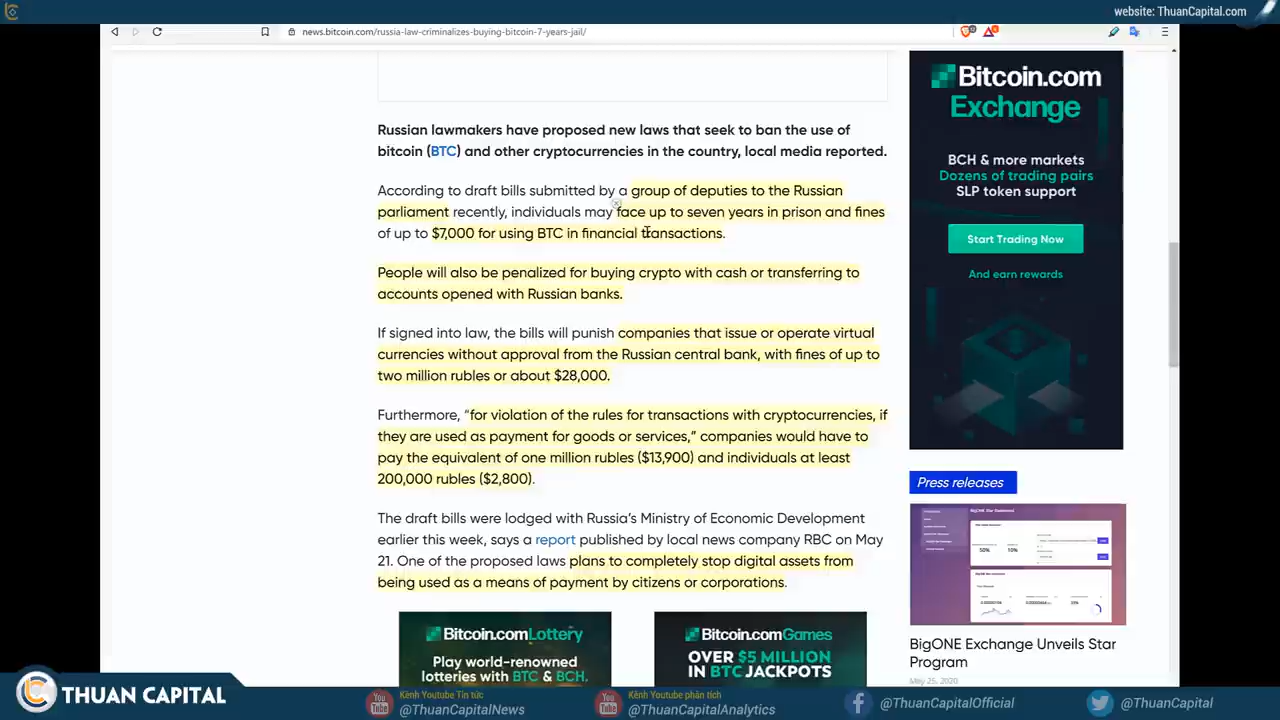 website: ThuanCapital.com
news.bitcoin.com/russia-law-criminalizes-buying-bitcoin-7-years-jail/
Russian lawmakers have proposed new laws that seek to ban the use of
bitcoin (BTC) and other cryptocurrencies in the country, local media reported.
According to draft bills submitted by a group of deputies to the Russian
parliament recently, individuals may face up to seven years in prison and fines
of up to $7,000 for using BTC in financial transactions.
People will also be penalized for buying crypto with cash or transferring to
accounts opened with Russian banks.
If signed into law, the bills will punish companies that issue or operate virtual
currencies without approval from the Russian central bank, with fines of up to
two million rubles or about $28,000.
Furthermore, “for violation of the rules for transactions with cryptocurrencies, if
they are used as payment for goods or services,” companies would have to
pay the equivalent of one million rubles ($13,900) and individuals at least
200,000 rubles ($2,800).
The draft bills were lodged with Russia’s Ministry of Economic Development
earlier this week, says a report published by local news company RBC on May
21. One of the proposed laws plans to completely stop digital assets from
being used as a means of payment by citizens or corporations.
Bitcoin.com Lottery
Play world-renowned
lotteries with BTC & BCH.
Bitcoin.com Games
OVER $5 MILLION
IN BTC JACKPOTS
Bitcoin.com
Exchange
BCH & more markets
Dozens of trading pairs
SLP token support
Start Trading Now
And earn rewards
Press releases
BigONE Exchange Unveils Star
Program
May 25, 2020
THUAN CAPITAL
You Tube
Kênh Youtube Tin tức
@ThuanCapitalNews
You Tube
Kênh Youtube phân tích
@ThuanCapitalAnalytics
@ThuanCapitalOfficial
@ThuanCapital